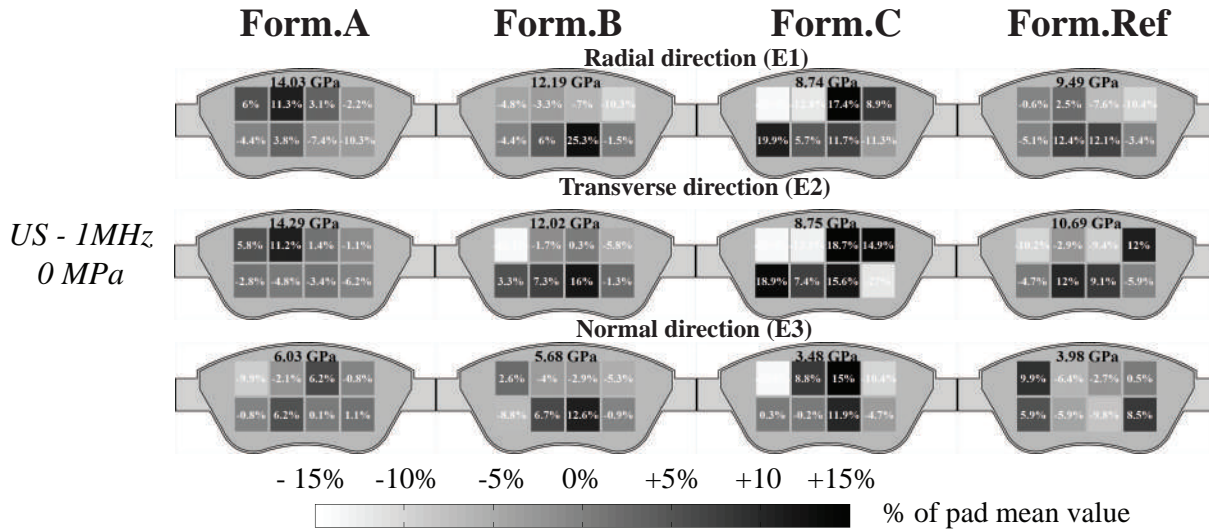 Form.A Form.B Form.C Form.Ref
Radial direction (E1)
14.03 GPa 12.19 GPa 8.74 GPa 9.49 GPa
6% 11.3% 3.1% -2.2% -4.8% -3.3% -7% -10.3% 17.4% 8.9% -0.6% 2.5% -7.6% -10.4%
-4.4% 3.8% -7.4% -10.3% -4.4% 6% 25.3% -1.5% 19.9% 5.7% 11.7% -11.3% -5.1% 12.4% 12.1% -3.4%
Transverse direction (E2)
14.29 GPa 12.02 GPa 8.75 GPa 10.69 GPa
US - 1MHz
5.8% 11.2% 1.4% -1.1% -1.7% 0.3% -5.8% 18.7% 14.9% -10.2% -2.9% -9.4% 12%
0 MPa
-2.8% -4.8% -3.4% -6.2% 3.3% 7.3% 16% -1.3% 18.9% 7.4% 15.6% -4.7% 12% 9.1% -5.9%
Normal direction (E3)
6.03 GPa 5.68 GPa 3.48 GPa 3.98 GPa
-9.9% -2.1% 6.2% -0.8% 2.6% -4% -2.9% -5.3% 8.8% 15% -10.4% 9.9% -6.4% -2.7% 0.5%
-0.8% 6.2% 0.1% 1.1% -8.8% 6.7% 12.6% -0.9% 0.3% -0.2% 11.9% -4.7% 5.9% -5.9% -9.8% 8.5%
- 15% -10% -5% 0% +5% +10 +15%
% of pad mean value